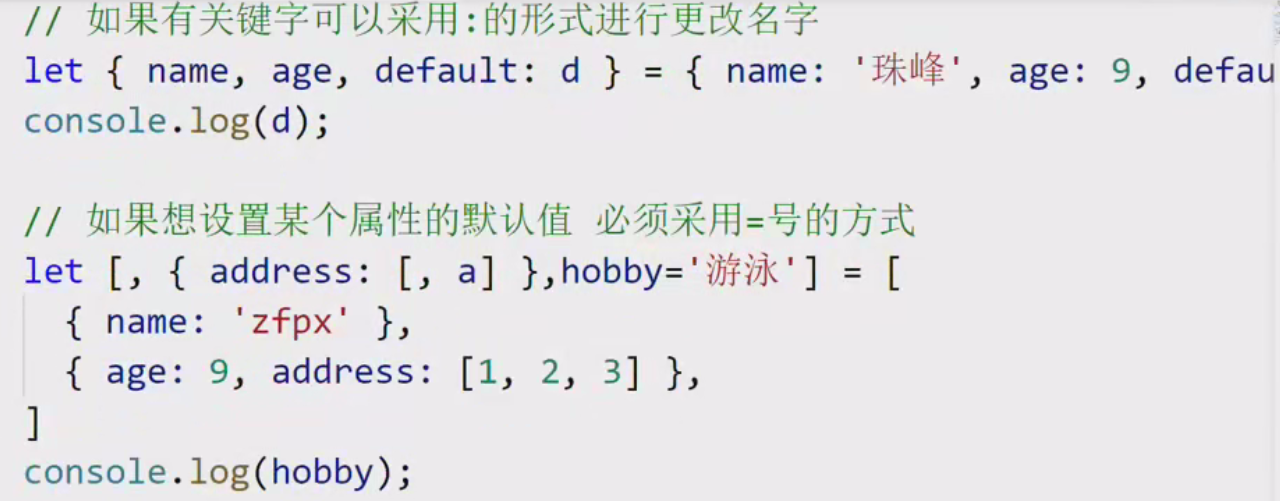 // 如果有关键字可以采用:的形式进行更改名字
let { name, age, default: d } = { name: '珠峰', age: 9, defau
console.log(d);
// 如果想设置某个属性的默认值 必须采用=号的方式
let [, { address: [, a] },hobby='游泳'] = [
{ name: 'zfpx' },
{ age: 9, address: [1, 2, 3] },
]
console.log(hobby);